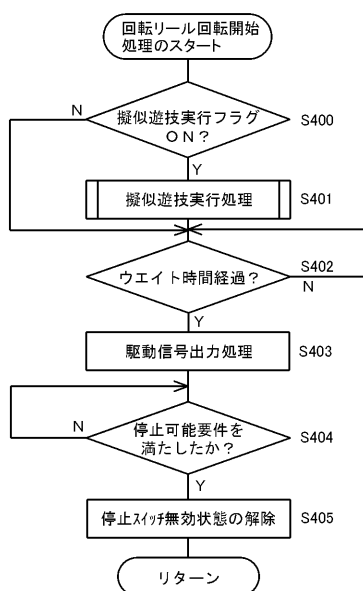 回転リール回転開始
処理のスタート
擬似遊技実行フラグ
ON?
S400
N
Y
擬似遊技実行処理
S401
ウエイト時間経過?
S402
N
Y
駆動信号出力処理
S403
停止可能要件を
満たしたか?
S404
N
Y
停止スイッチ無効状態の解除
S405
リターン